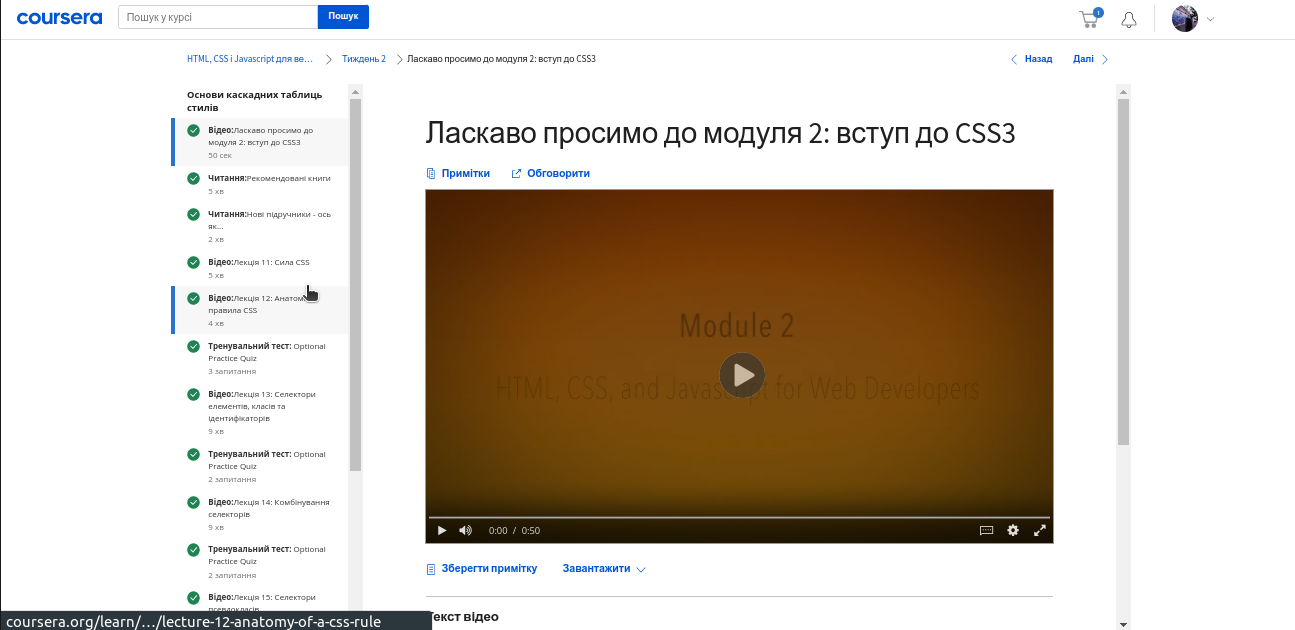 coursera
Пошук у курсі
Пошук
1
HTML, CSS і Javascript для ве...
Тиждень 2
Ласкаво просимо до модуля 2: вступ до CSS3
Назад
Далі
Основи каскадних таблиць
стилів
Відео:Ласкаво просимо до
модуля 2: вступ до CSS3
50 сек
Читання:Рекомендовані книги
5 хв
Читання:Нові підручники - ось
як...
2 хв
Відео:Лекція 11: Сила CSS
5 хв
Відео:Лекція 12:
правила CSS
4 хв
Тренувальний тест: Optional
Practice Quiz
3 запитання
Відео:Лекція 13: Селектори
елементів, класів та
ідентифікаторів
9 хв
Тренувальний тест: Optional
Practice Quiz
2 запитання
Відео:Лекція 14: Комбінування
селекторів
9 хв
Тренувальний тест: Optional
Practice Quiz
2 запитання
Відео:Лекція 15: Селектори
псевдокласів
coursera.org/learn/…/lecture-12-anatomy-of-a-css-rule
Ласкаво просимо до модуля 2: вступ до CSS3
Примітки
Обговорити
Module 2
HTML, CSS, and Javascript for Web Developers
0:00 / 0:50
Зберегти примітку
Завантажити
Текст відео